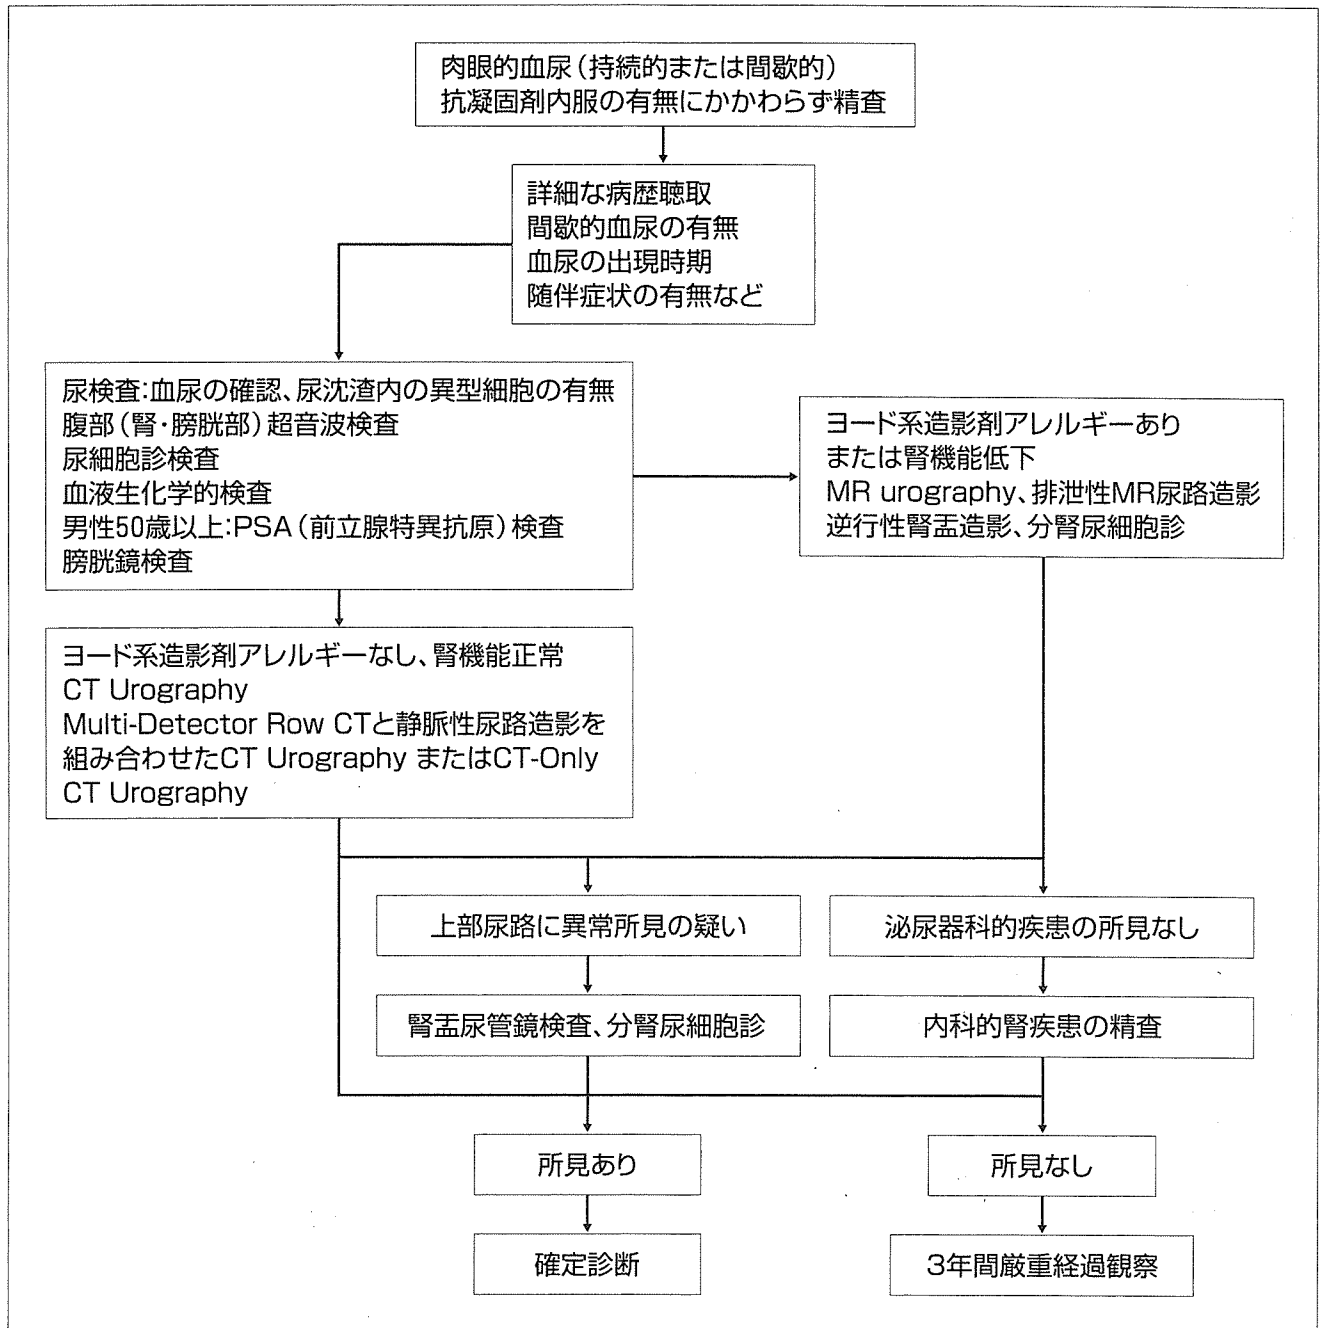 肉眼的血尿（持続的または間歇的）
抗凝固剤内服の有無にかかわらず精査
詳細な病歴聴取
間歇的血尿の有無
血尿の出現時期
随伴症状の有無など
尿検査:血尿の確認、尿沈渣内の異型細胞の有無
腹部（腎・膀胱部）超音波検査
尿細胞診検査
血液生化学的検査
男性50歳以上:PSA（前立腺特異抗原）検査
膀胱鏡検査
ヨード系造影剤アレルギーあり
または腎機能低下
MR urography、排泄性MR尿路造影
逆行性腎盂造影、分腎尿細胞診
ヨード系造影剤アレルギーなし、腎機能正常
CT Urography
Multi-Detector Row CTと静脈性尿路造影を
組み合わせたCT Urography またはCT-Only
CT Urography
上部尿路に異常所見の疑い
泌尿器科的疾患の所見なし
腎盂尿管鏡検査、分腎尿細胞診
内科的腎疾患の精査
所見あり
所見なし
確定診断
3年間厳重経過観察